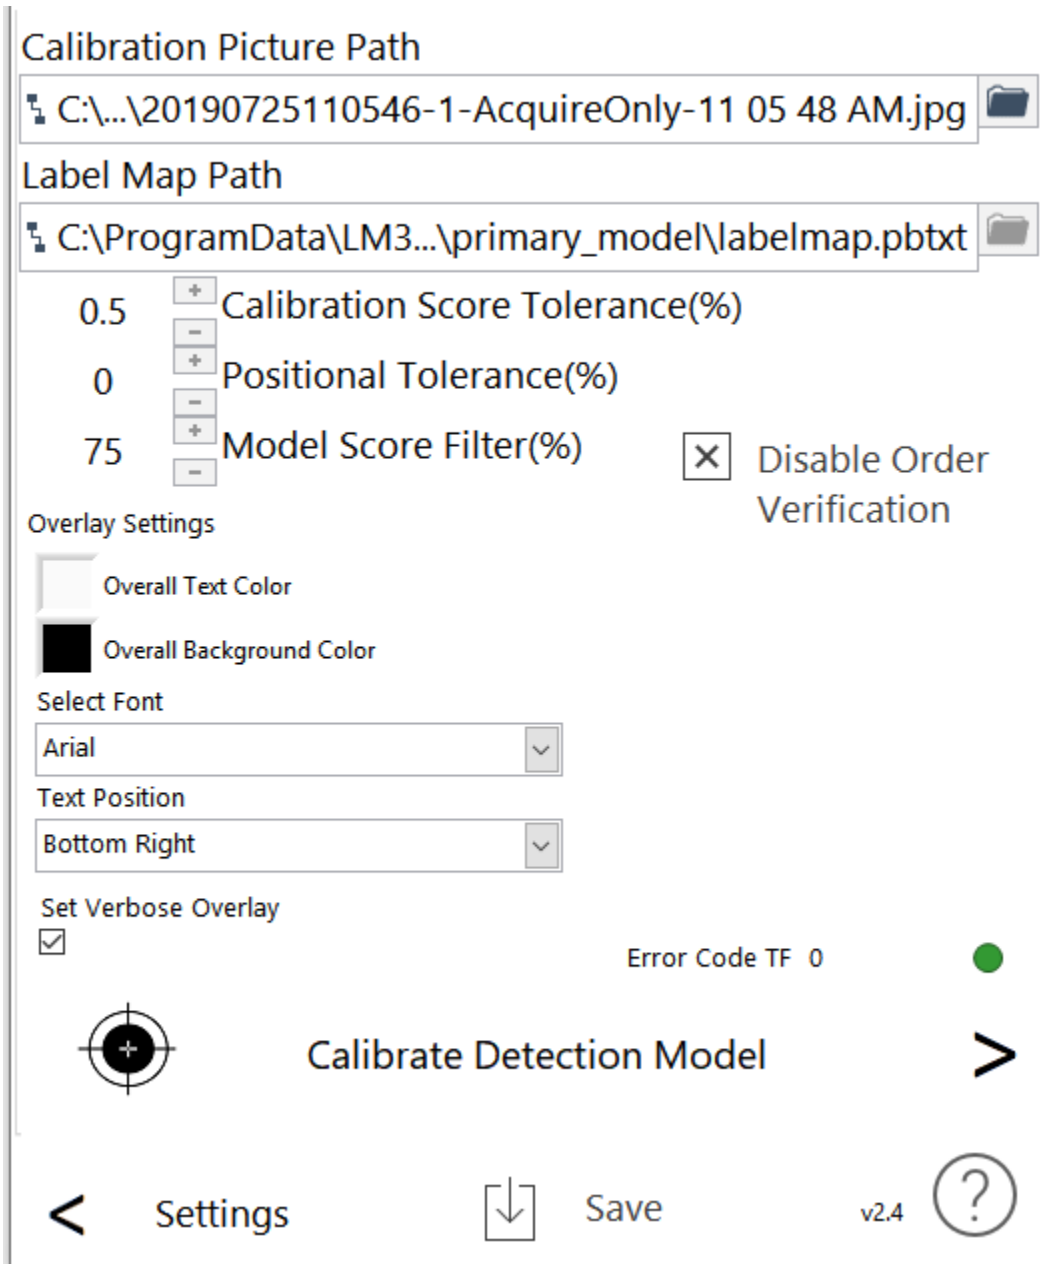 Calibration Picture Path
C:\...\20190725110546-1-AcquireOnly-11 05 48 AM.jpg
Label Map Path
C:\ProgramData\LM3...\primary_model\labelmap.pbtxt
0.5 + - Calibration Score Tolerance(%)
0 + - Positional Tolerance(%)
75 + - Model Score Filter(%)
Disable Order
Verification
Overlay Settings
Overall Text Color
Overall Background Color
Select Font
Arial
Text Position
Bottom Right
Set Verbose Overlay
Error Code TF 0
Calibrate Detection Model >
< Settings Save v2.4 ?